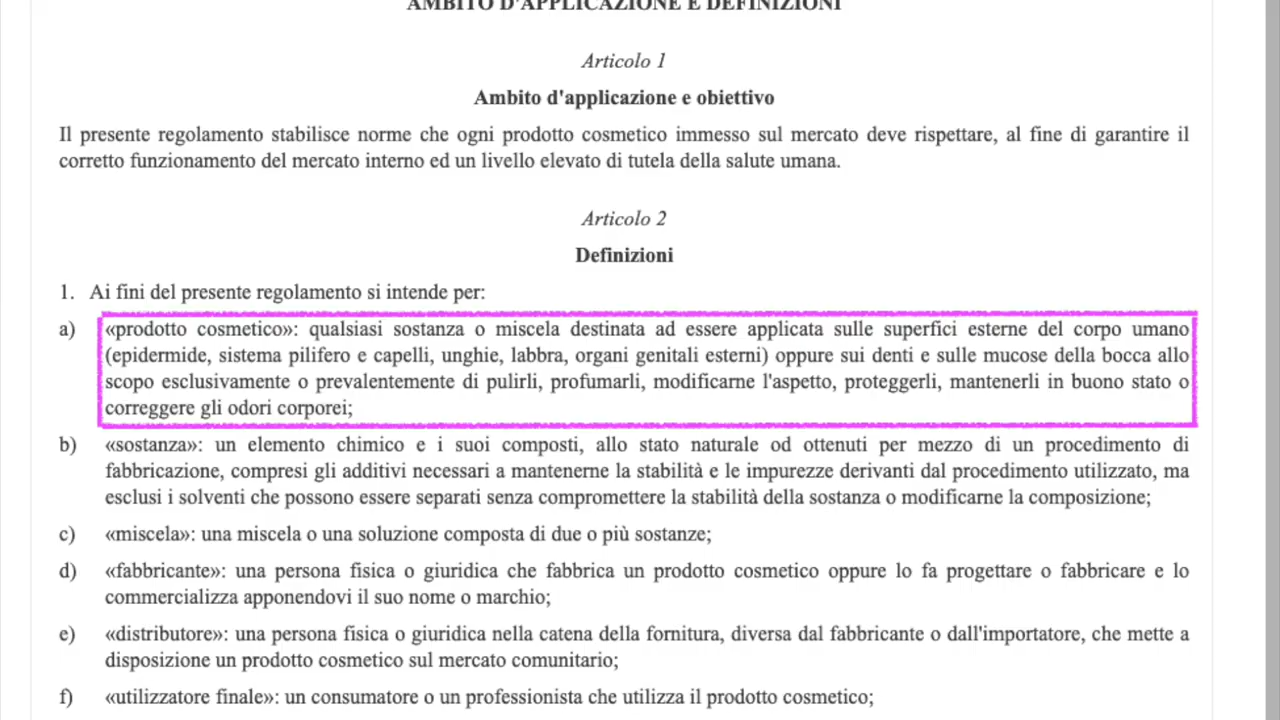 AMBITO D'APPLICAZIONE E DEFINIZIONI
Articolo 1
Ambito d'applicazione e obiettivo
Il presente regolamento stabilisce norme che ogni prodotto cosmetico immesso sul mercato deve rispettare, al fine di garantire il
corretto funzionamento del mercato interno ed un livello elevato di tutela della salute umana.
Articolo 2
Definizioni
1. Ai fini del presente regolamento si intende per:
a) «prodotto cosmetico»: qualsiasi sostanza o miscela destinata ad essere applicata sulle superfici esterne del corpo umano
(epidermide, sistema pilifero e capelli, unghie, labbra, organi genitali esterni) oppure sui denti e sulle mucose della bocca allo
scopo esclusivamente o prevalentemente di pulirli, profumarli, modificarne l'aspetto, proteggerli, mantenerli in buono stato o
correggere gli odori corporei;
b) «sostanza»: un elemento chimico e i suoi composti, allo stato naturale od ottenuti per mezzo di un procedimento di
fabbricazione, compresi gli additivi necessari a mantenerne la stabilità e le impurezze derivanti dal procedimento utilizzato, ma
esclusi i solventi che possono essere separati senza compromettere la stabilità della sostanza o modificarne la composizione;
c) «miscela»: una miscela o una soluzione composta di due o più sostanze;
d) «fabbricante»: una persona fisica o giuridica che fabbrica un prodotto cosmetico oppure lo fa progettare o fabbricare e lo
commercializza apponendovi il suo nome o marchio;
e) «distributore»: una persona fisica o giuridica nella catena della fornitura, diversa dal fabbricante o dall'importatore, che mette a
disposizione un prodotto cosmetico sul mercato comunitario;
f) «utilizzatore finale»: un consumatore o un professionista che utilizza il prodotto cosmetico;